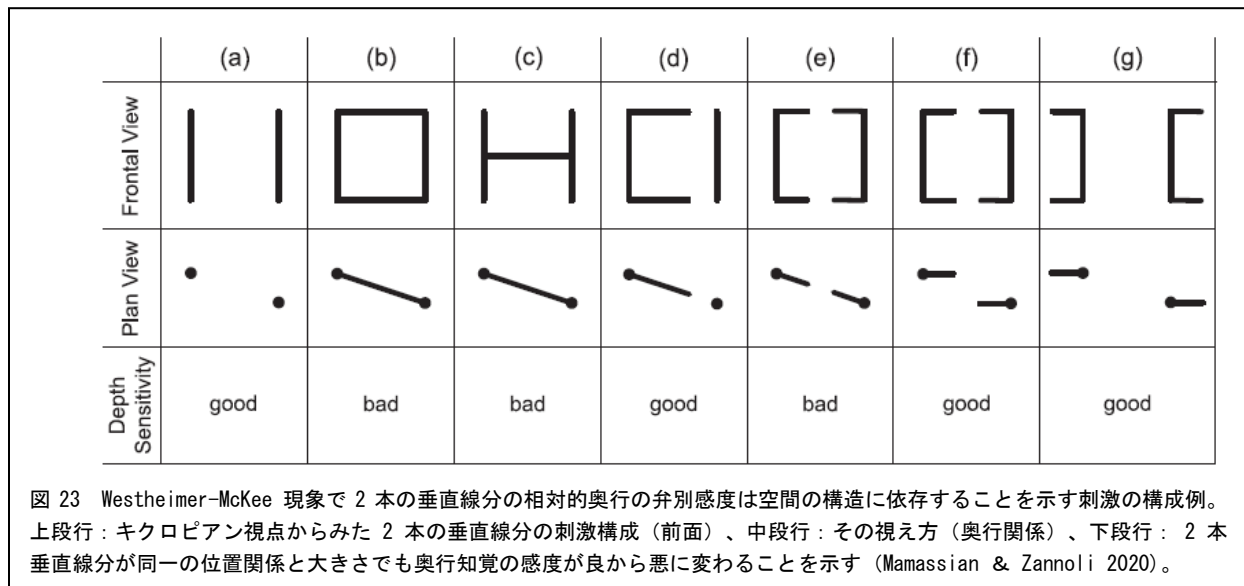 (a) (b) (c) (d) (e) (f) (g)
Frontal View
Plan View
Depth
Sensitivity
good bad bad good bad good good
図 23 Westheimer-McKee 現象で 2 本の垂直線分の相対的奥行の弁別感度は空間の構造に依存することを示す刺激の構成例。
上段行：キクロピアン視点からみた 2 本の垂直線分の刺激構成（前面）、中段行：その視え方（奥行関係）、下段行： 2 本
垂直線分が同一の位置関係と大きさでも奥行知覚の感度が良から悪に変わることを示す (Mamassian & Zannoli 2020)。